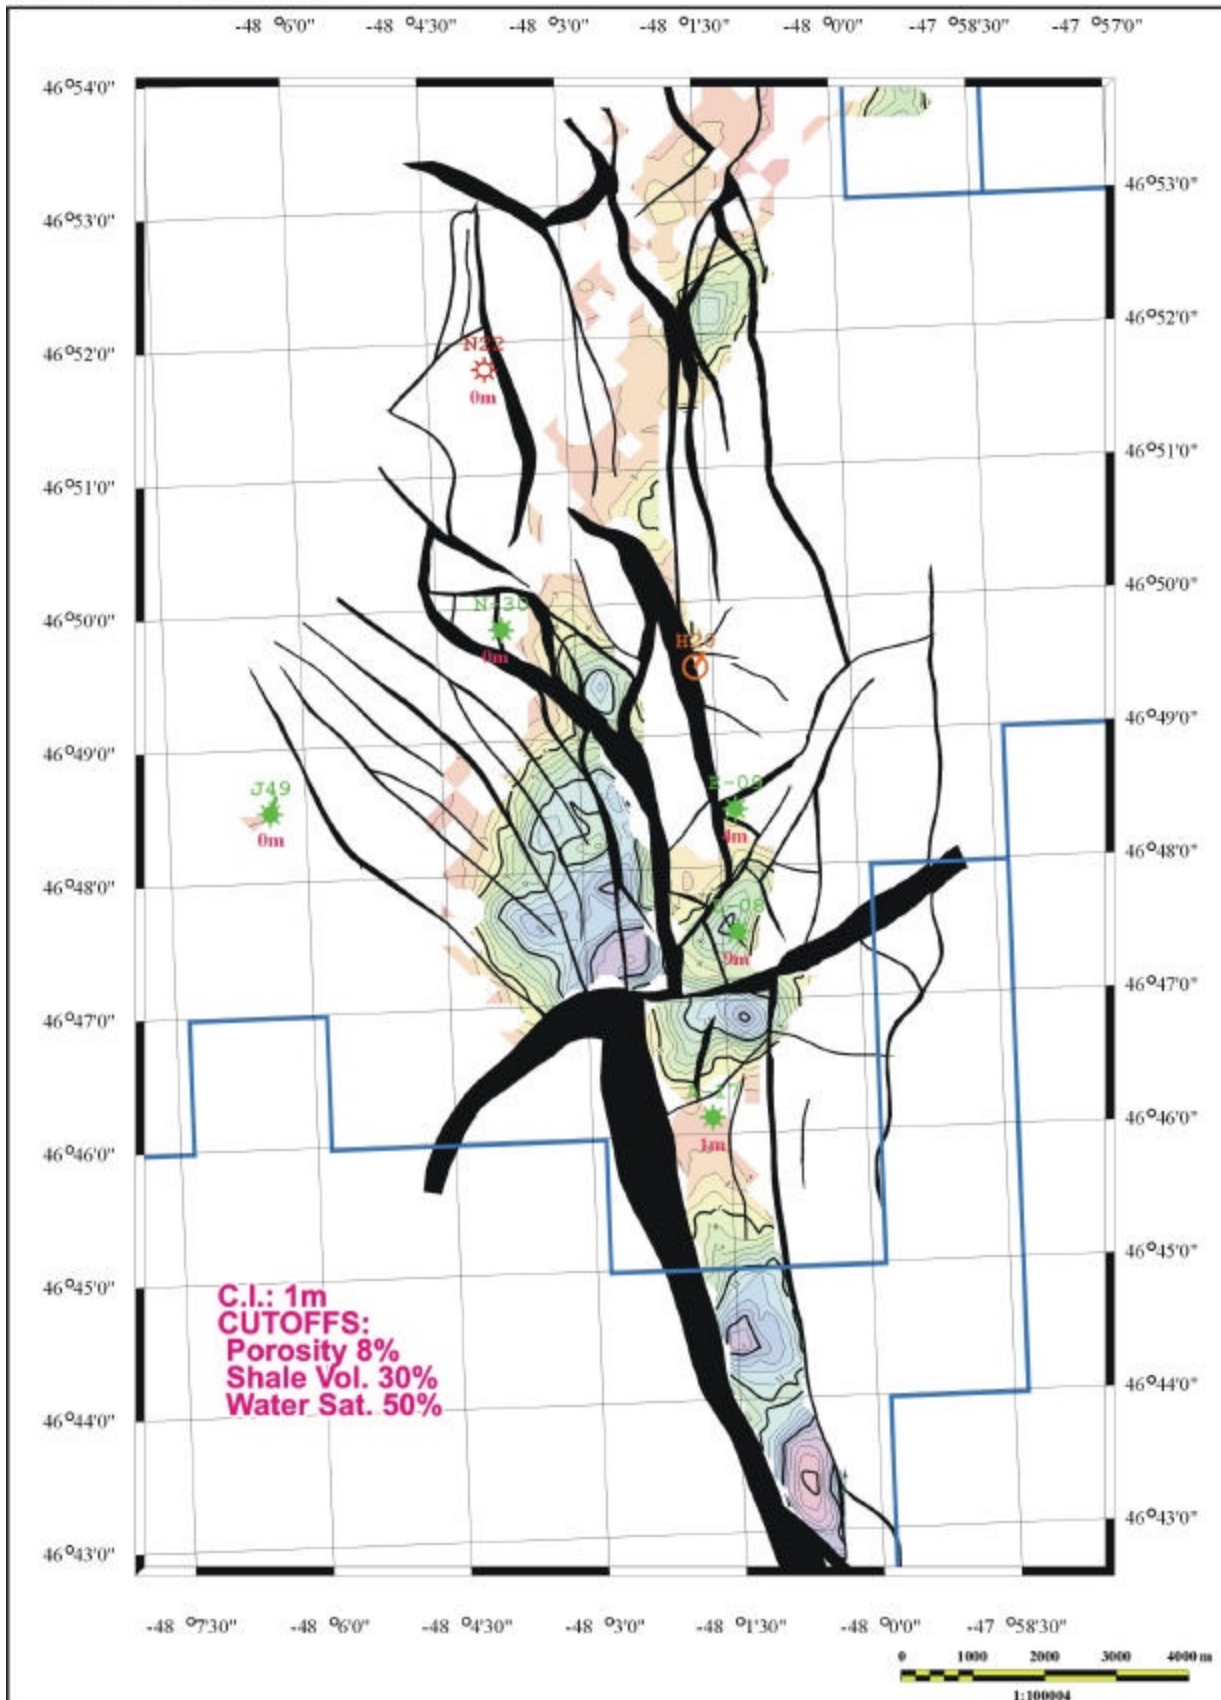 -48 °6'0" -48 °4'30" -48 °3'0" -48 °1'30" -48 °0'0" -47 °58'30" -47 °57'0"
46°54'0"
46°53'0"
46°53'0"
46°52'0"
N22
46°52'0"
0m
46°51'0"
46°51'0"
46°50'0"
N-30
46°50'0"
H20
0m
46°49'0"
46°49'0"
E-09
J49
4m
0m
46°48'0"
46°48'0"
9m
46°47'0"
46°47'0"
A-17
46°46'0"
1m
46°46'0"
46°45'0"
46°45'0"
C.I.: 1m
CUTOFFS:
Porosity 8%
Shale Vol. 30%
Water Sat. 50%
46°44'0"
46°44'0"
46°43'0"
46°43'0"
-48 °7'30" -48 °6'0" -48 °4'30" -48 °3'0" -48 °1'30" -48 °0'0" -47 °58'30"
0 1000 2000 3000 4000 m
1:100004